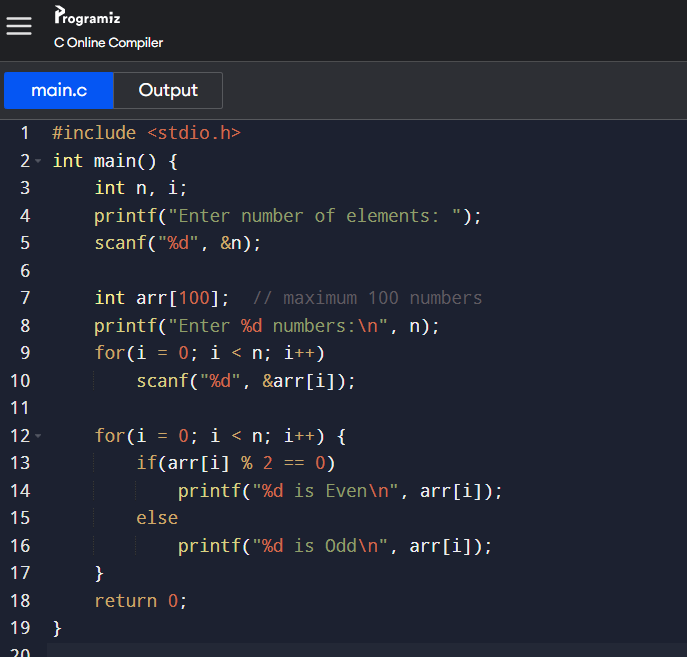 Programiz
C Online Compiler
main.c Output
1 #include <stdio.h>
2 int main() {
3     int n, i;
4     printf("Enter number of elements: ");
5     scanf("%d", &n);
6
7     int arr[100];  // maximum 100 numbers
8     printf("Enter %d numbers:\n", n);
9     for(i = 0; i < n; i++)
10         scanf("%d", &arr[i]);
11
12     for(i = 0; i < n; i++) {
13         if(arr[i] % 2 == 0)
14             printf("%d is Even\n", arr[i]);
15         else
16             printf("%d is Odd\n", arr[i]);
17     }
18     return 0;
19 }
20